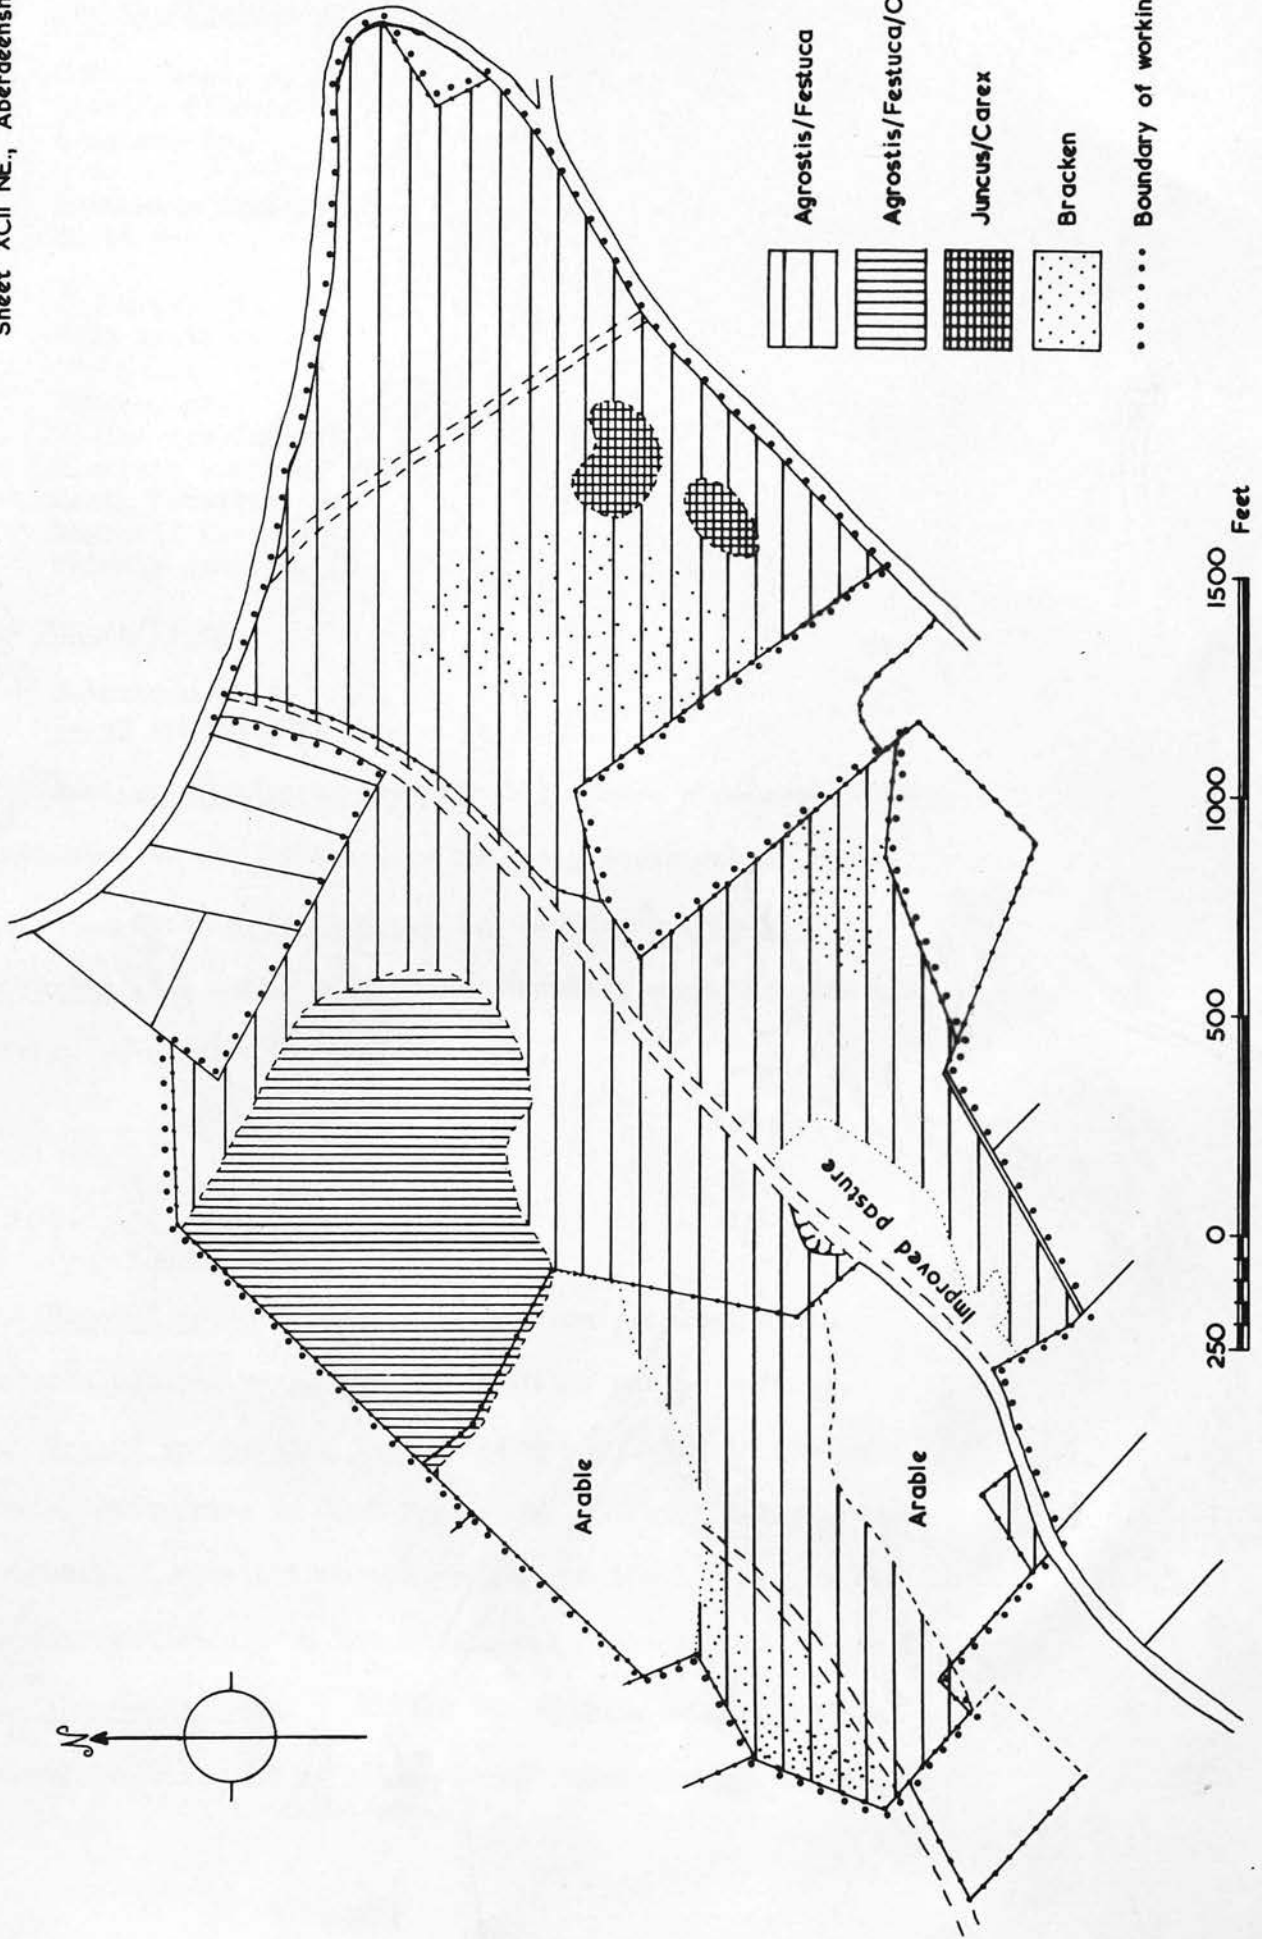 Sheet XCII NE., Aberdeensh
N
Arable
Arable
Improved pasture
Agrostis/Festuca
Agrostis/Festuca/C
Juncus/Carex
Bracken
Boundary of workin
250 0 500 1000 1500
Feet